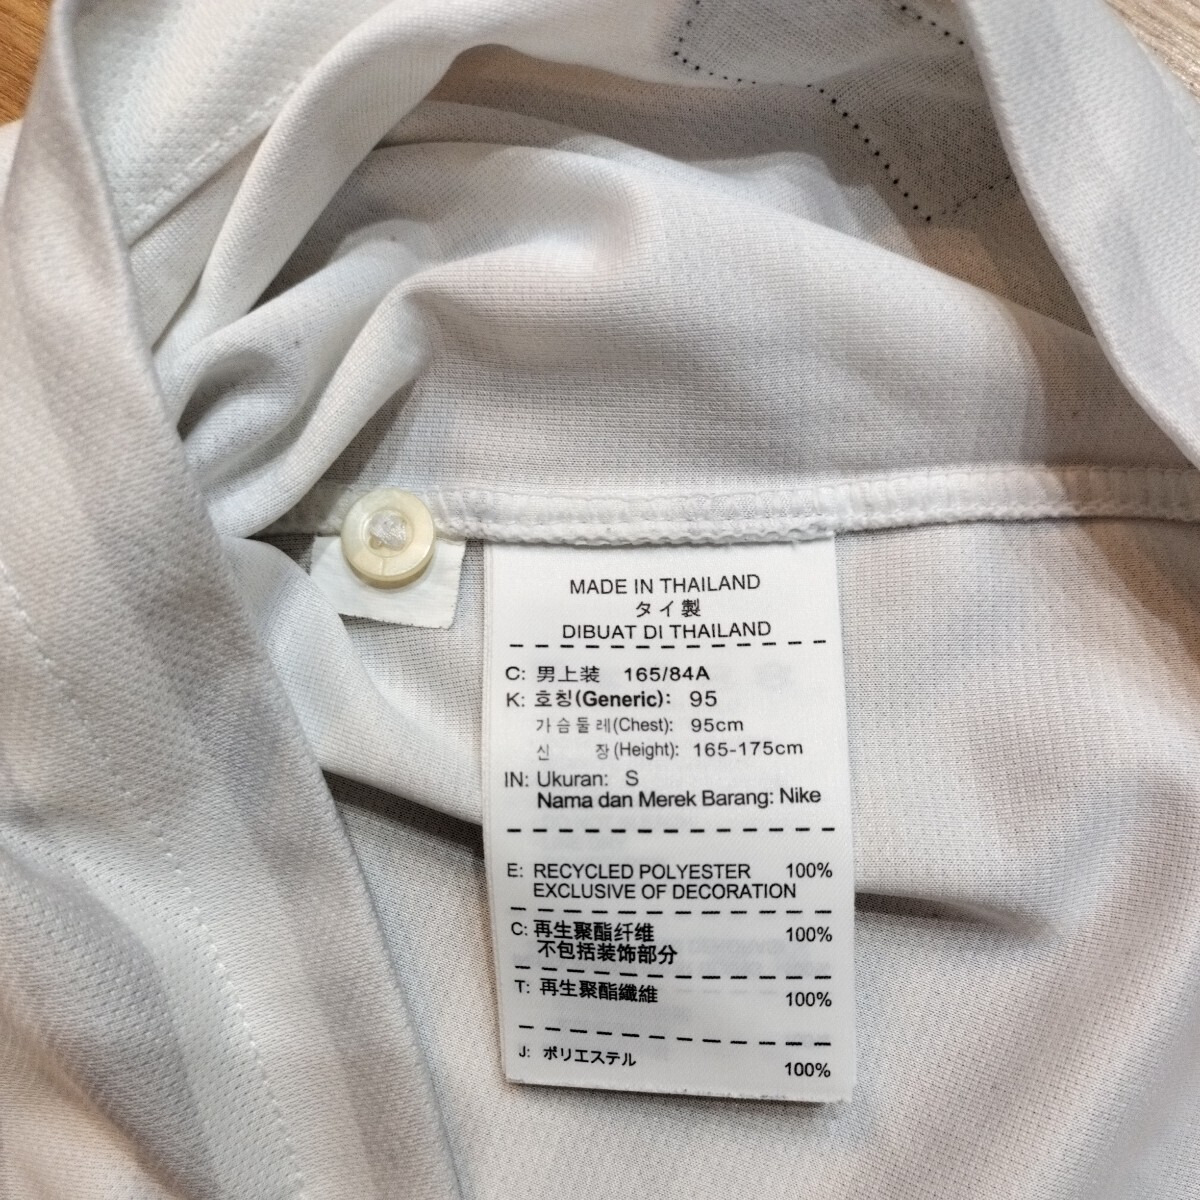 MADE IN THAILAND
タイ製
DIBUAT DI THAILAND
C: 男上装 165/84A
K: 호칭(Generic): 95
가슴둘레(Chest): 95cm
신 장(Height): 165-175cm
IN: Ukuran: S
Nama dan Merek Barang: Nike
E: RECYCLED POLYESTER 100%
EXCLUSIVE OF DECORATION
C: 再生聚酯纤维 100%
不包括装饰部分
T: 再生聚酯纖維 100%
J: ポリエステル 100%